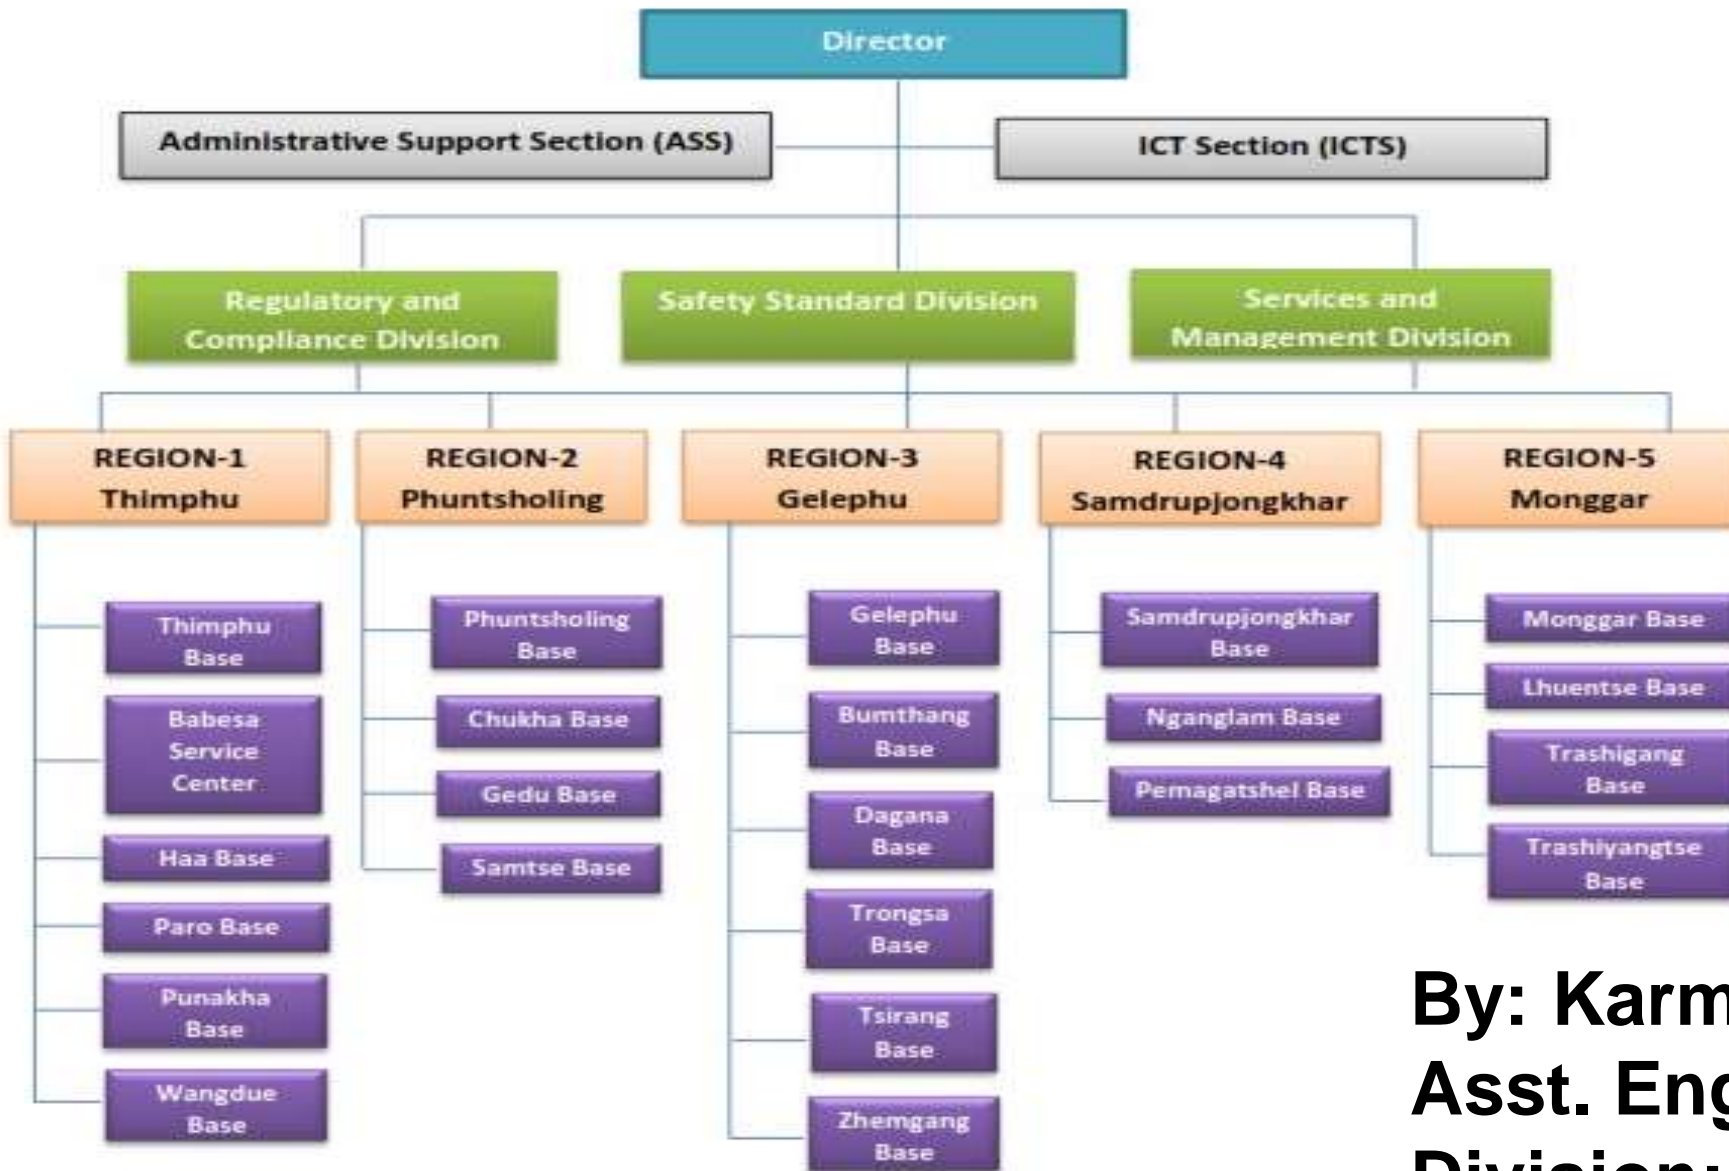 Director
Administrative Support Section (ASS)
ICT Section (ICTS)
Regulatory and
Compliance Division
Safety Standard Division
Services and
Management Division
REGION-1
Thimphu
REGION-2
Phuntsholing
REGION-3
Gelephu
REGION-4
Samdrupjongkhar
REGION-5
Monggar
Thimphu
Base
Babesa
Service
Center
Haa Base
Paro Base
Punakha
Base
Wangdue
Base
Phuntsholing
Base
Chukha Base
Gedu Base
Samtse Base
Gelephu
Base
Bumthang
Base
Dagana
Base
Trongsa
Base
Tsirang
Base
Zhemgang
Base
Samdrupjongkhar
Base
Nganglam Base
Pemagatshel Base
Monggar Base
Lhuentse Base
Trashigang
Base
Trashiyangtse
Base
By: Karm
Asst. Eng
Division: